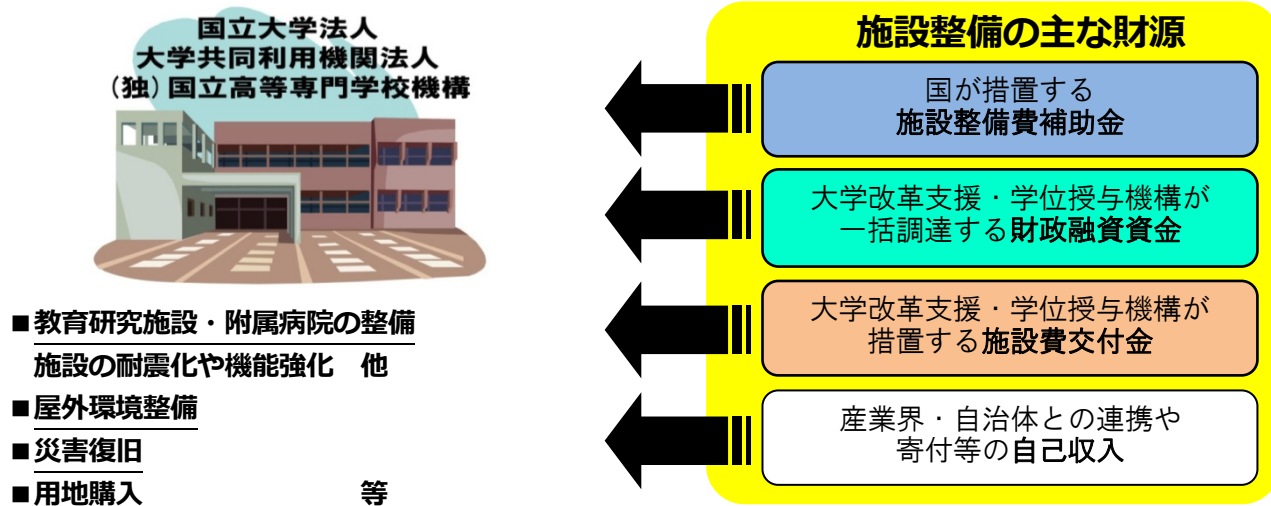 国立大学法人
大学共同利用機関法人
(独)国立高等専門学校機構
■教育研究施設・附属病院の整備
施設の耐震化や機能強化　他
■屋外環境整備
■災害復旧
■用地購入　等
施設整備の主な財源
国が措置する
施設整備費補助金
大学改革支援・学位授与機構が
一括調達する財政融資資金
大学改革支援・学位授与機構が
措置する施設費交付金
産業界・自治体との連携や
寄付等の自己収入